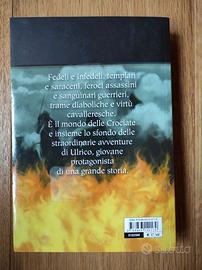 Fedeli e infedeli, templari
e saraceni, feroci assassini
e sanguinari guerrieri,
trame diaboliche e virtù
cavalleresche.
È il mondo delle Crociate
e insieme lo sfondo delle
straordinarie avventure
di Ulrico, giovane
protagonista
di una grande storia.
subito